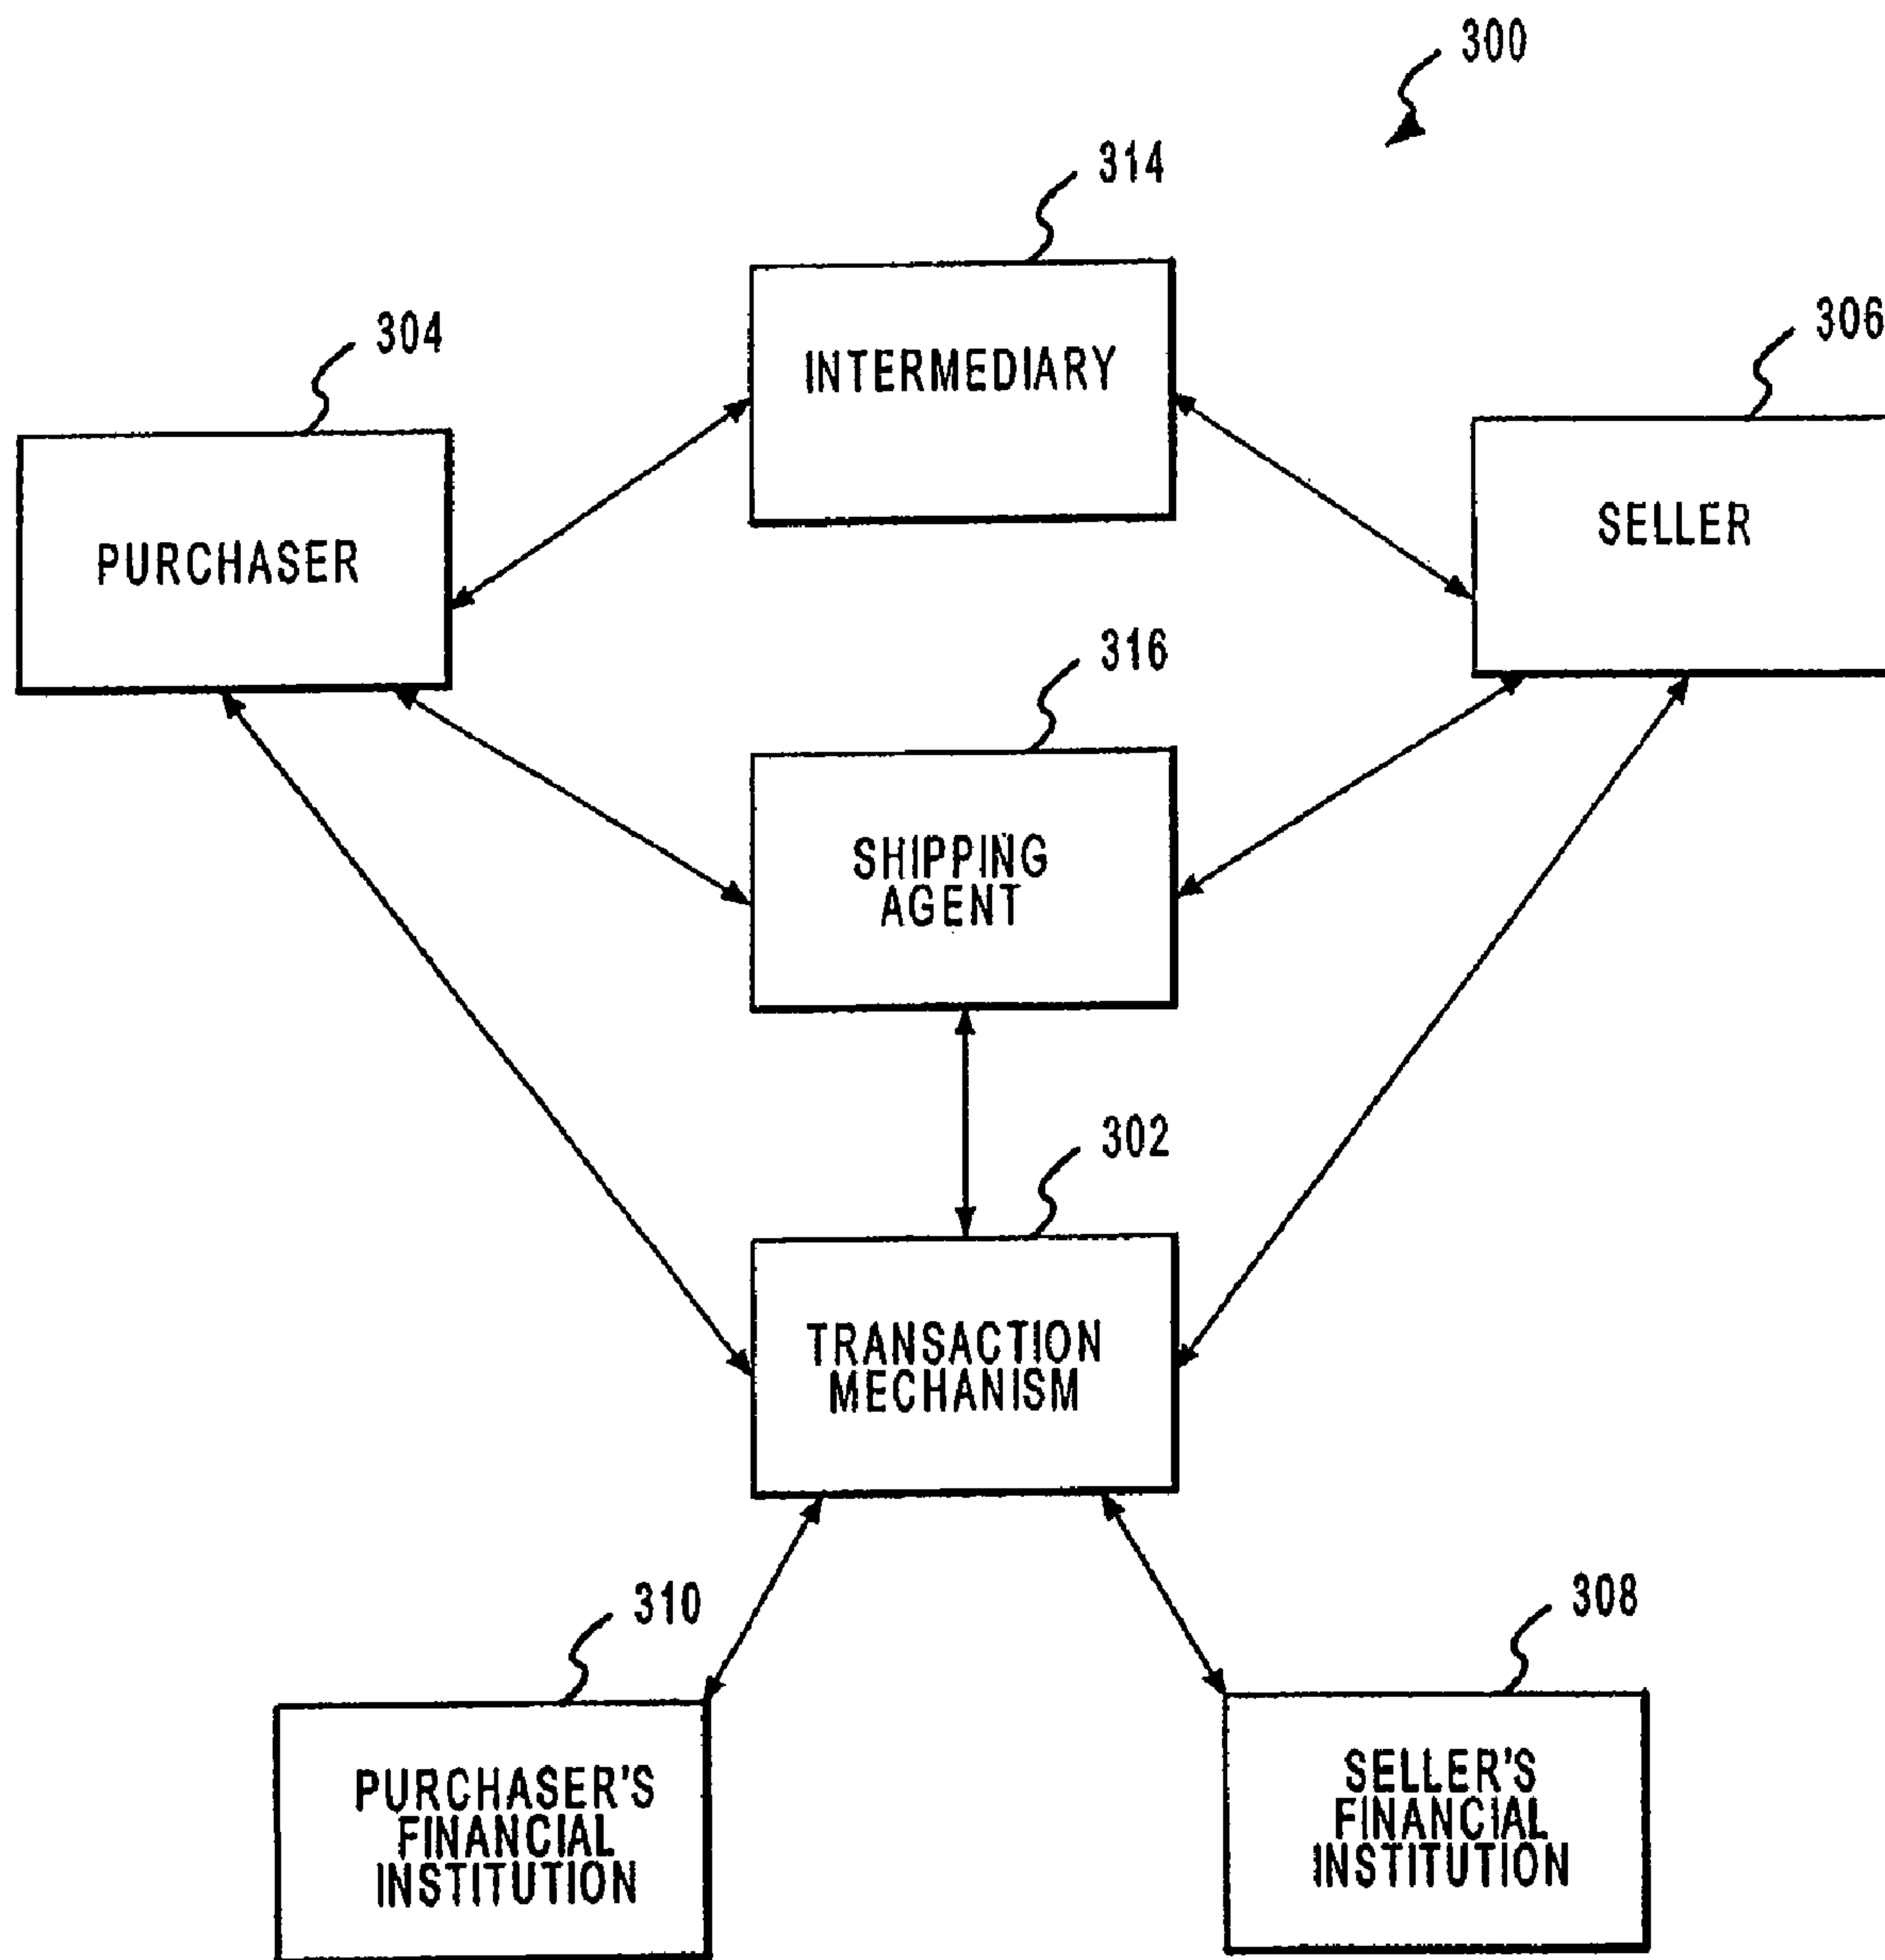 300
314
INTERMEDIARY
304
PURCHASER
306
SELLER
316
SHIPPING
AGENT
302
TRANSACTION
MECHANISM
310
PURCHASER'S
FINANCIAL
INSTITUTION
308
SELLER'S
FINANCIAL
INSTITUTION